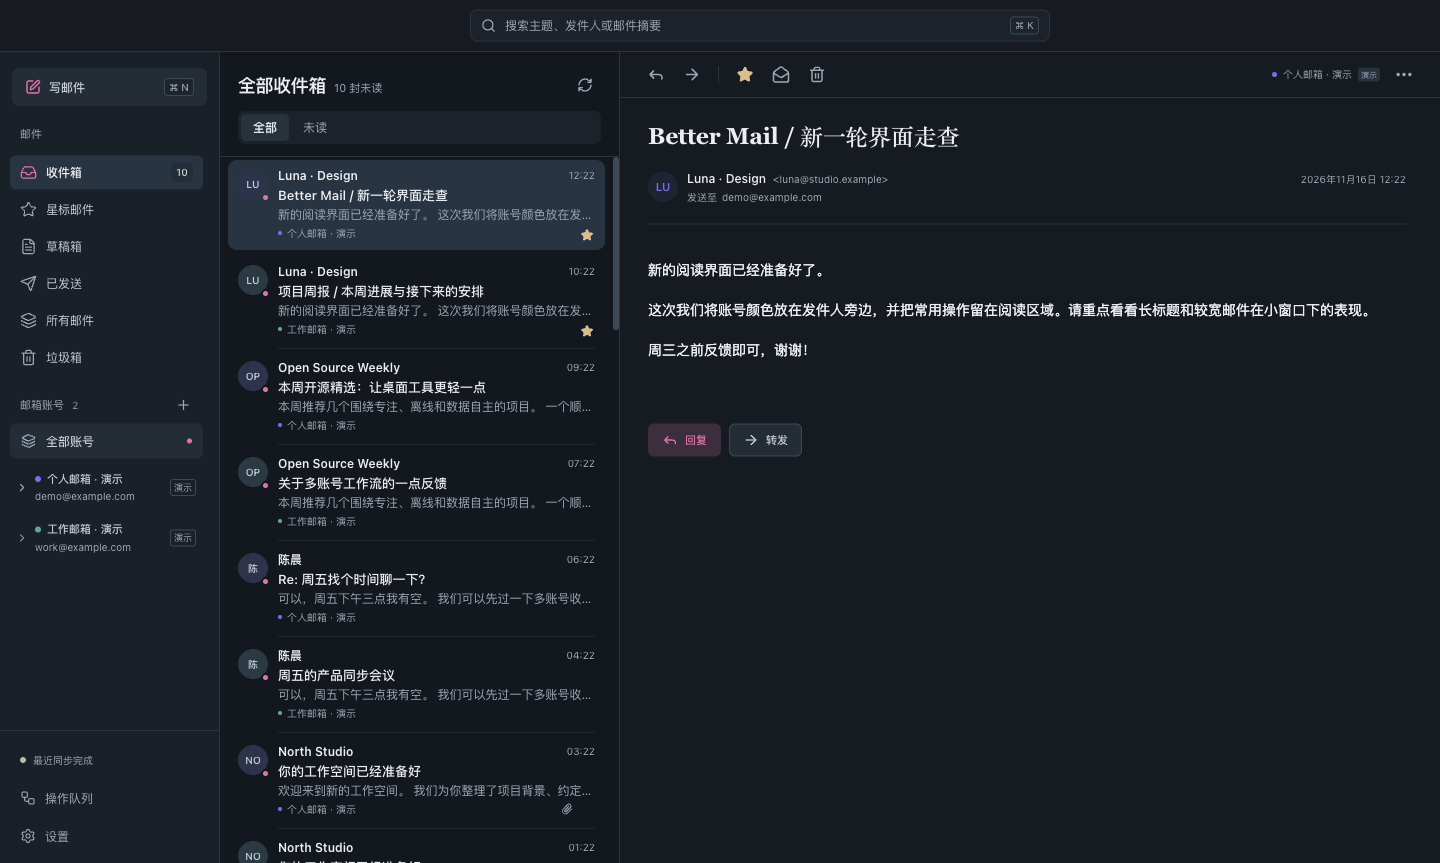 搜索主题、发件人或邮件摘要
⌘ K
写邮件
⌘ N
邮件
收件箱
10
星标邮件
草稿箱
已发送
所有邮件
垃圾箱
邮箱账号 2
全部账号
个人邮箱 · 演示
demo@example.com
演示
工作邮箱 · 演示
work@example.com
演示
最近同步完成
操作队列
设置
全部收件箱 10 封未读
全部 未读
LU
Luna · Design 12:22
Better Mail / 新一轮界面走查
新的阅读界面已经准备好了。 这次我们将账号颜色放在发...
个人邮箱 · 演示
LU
Luna · Design 10:22
项目周报 / 本周进展与接下来的安排
新的阅读界面已经准备好了。 这次我们将账号颜色放在发...
工作邮箱 · 演示
OP
Open Source Weekly 09:22
本周开源精选：让桌面工具更轻一点
本周推荐几个围绕专注、离线和数据自主的项目。 一个顺...
个人邮箱 · 演示
OP
Open Source Weekly 07:22
关于多账号工作流的一点反馈
本周推荐几个围绕专注、离线和数据自主的项目。 一个顺...
工作邮箱 · 演示
陈
陈晨 06:22
Re: 周五找个时间聊一下?
可以，周五下午三点我有空。 我们可以先过一下多账号收...
个人邮箱 · 演示
陈
陈晨 04:22
周五的产品同步会议
可以，周五下午三点我有空。 我们可以先过一下多账号收...
工作邮箱 · 演示
NO
North Studio 03:22
你的工作空间已经准备好
欢迎来到新的工作空间。 我们为你整理了项目背景、约定...
个人邮箱 · 演示
NO
North Studio 01:22
个人邮箱 · 演示 演示
Better Mail / 新一轮界面走查
LU
Luna · Design <luna@studio.example>
2026年11月16日 12:22
发送至 demo@example.com
新的阅读界面已经准备好了。
这次我们将账号颜色放在发件人旁边，并把常用操作留在阅读区域。请重点看看长标题和较宽邮件在小窗口下的表现。
周三之前反馈即可，谢谢！
回复
转发